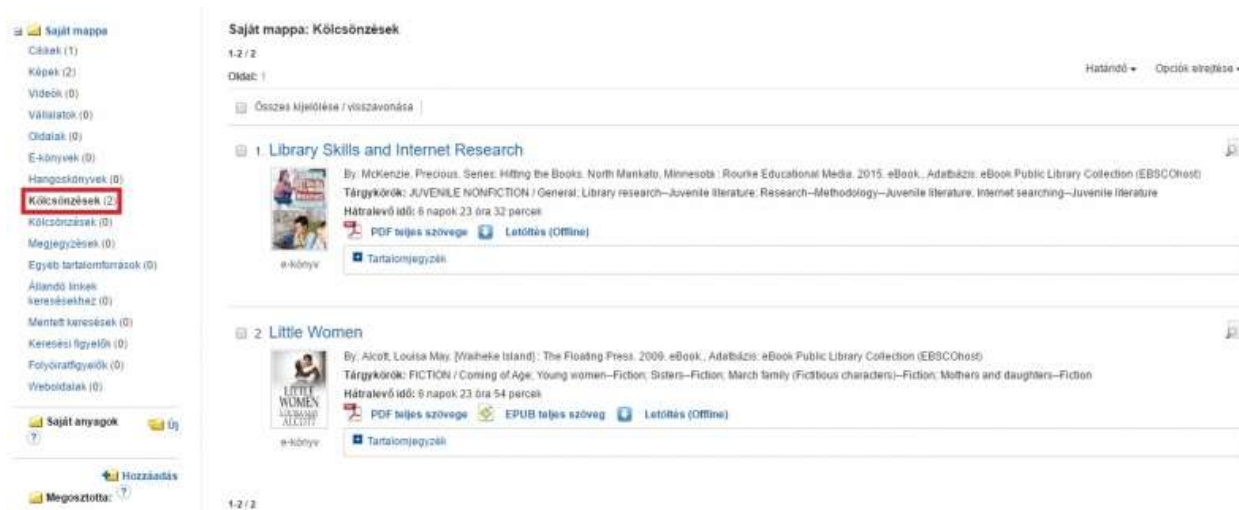 Saját mappa
Cikkek (1)
Képek (2)
Videók (0)
Vállalatok (0)
Oldalak (0)
E-könyvek (0)
Hangoskönyvek (0)
Kölcsönzések (2)
Kölcsönzések (0)
Megjegyzések (0)
Egyéb tartalomforrások (0)
Állandó linkek
keresésekhez (0)
Mentett keresések (0)
Keresési figyelők (0)
Folyóiratfigyelők (0)
Weboldalak (0)
Saját anyagok
Új
?
Hozzáadás
Megosztotta: ?
Saját mappa: Kölcsönzések
1-2 / 2
Oldal: 1
Határidő Opciók elrejtése
Összes kijelölése / visszavonása
1. Library Skills and Internet Research
By: McKenzie, Precious. Series: Hitting the Books. North Mankato, Minnesota : Rourke Educational Media. 2015. eBook., Adatbázis: eBook Public Library Collection (EBSCOhost)
Tárgykörök: JUVENILE NONFICTION / General; Library research--Juvenile literature; Research--Methodology--Juvenile literature; Internet searching--Juvenile literature
Hátralevő idő: 6 napok 23 óra 32 percek
PDF teljes szövege Letöltés (Offline)
e-könyv
Tartalomjegyzék
2. Little Women
By: Alcott, Louisa May. [Waiheke Island] : The Floating Press. 2009. eBook., Adatbázis: eBook Public Library Collection (EBSCOhost)
Tárgykörök: FICTION / Coming of Age; Young women--Fiction; Sisters--Fiction; March family (Fictitious characters)--Fiction; Mothers and daughters--Fiction
Hátralevő idő: 6 napok 23 óra 54 percek
LITTLE
WOMEN
LOUISA MAY
ALCOTT
PDF teljes szövege EPUB teljes szöveg Letöltés (Offline)
e-könyv
Tartalomjegyzék
1-2 / 2